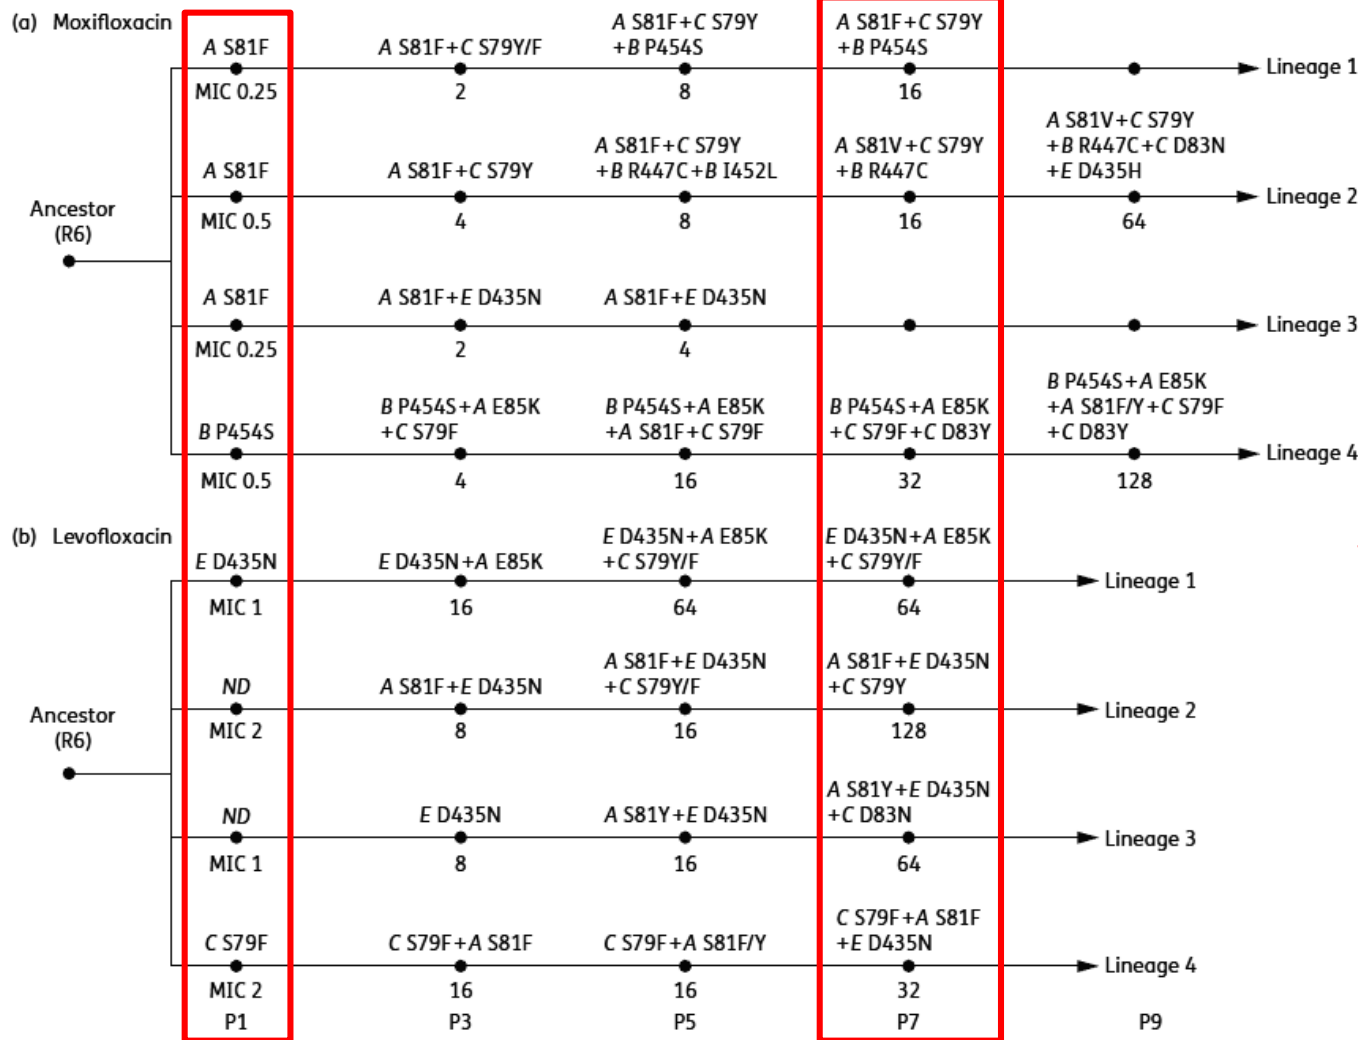 (a) Moxifloxacin
A S81F
A S81F+C S79Y/F
A S81F+C S79Y
+B P454S
A S81F+C S79Y
+B P454S
Lineage 1
MIC 0.25
2
8
16
A S81F
A S81F+C S79Y
A S81F+C S79Y
+B R447C+B I452L
A S81V+C S79Y
+B R447C
A S81V+C S79Y
+B R447C+C D83N
+E D435H
Lineage 2
MIC 0.5
4
8
16
64
Ancestor
(R6)
A S81F
A S81F+E D435N
A S81F+E D435N
Lineage 3
MIC 0.25
2
4
B P454S
B P454S+A E85K
+C S79F
B P454S+A E85K
+A S81F+C S79F
B P454S+A E85K
+C S79F+C D83Y
B P454S+A E85K
+A S81F/Y+C S79F
+C D83Y
Lineage 4
MIC 0.5
4
16
32
128
(b) Levofloxacin
E D435N
E D435N+A E85K
E D435N+A E85K
+C S79Y/F
E D435N+A E85K
+C S79Y/F
Lineage 1
MIC 1
16
64
64
ND
A S81F+E D435N
A S81F+E D435N
+C S79Y/F
A S81F+E D435N
+C S79Y
Lineage 2
MIC 2
8
16
128
Ancestor
(R6)
ND
E D435N
A S81Y+E D435N
A S81Y+E D435N
+C D83N
Lineage 3
MIC 1
8
16
64
C S79F
C S79F+A S81F
C S79F+A S81F/Y
C S79F+A S81F
+E D435N
Lineage 4
MIC 2
16
16
32
P1
P3
P5
P7
P9